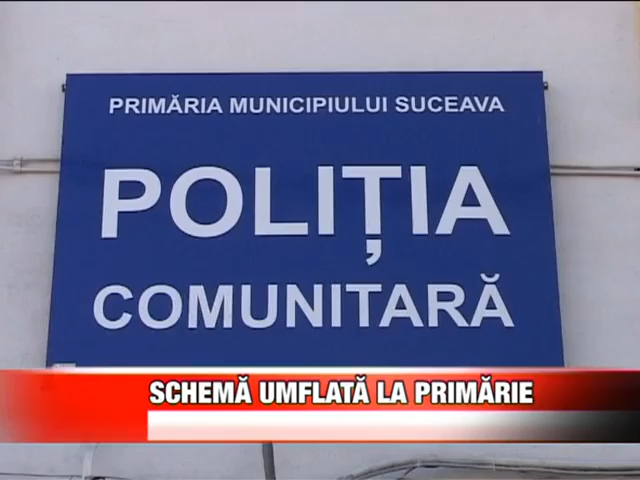 PRIMĂRIA MUNICIPIULUI SUCEAVA
POLIȚIA
COMUNITARĂ
SCHEMĂ UMFLATĂ LA PRIMĂRIE